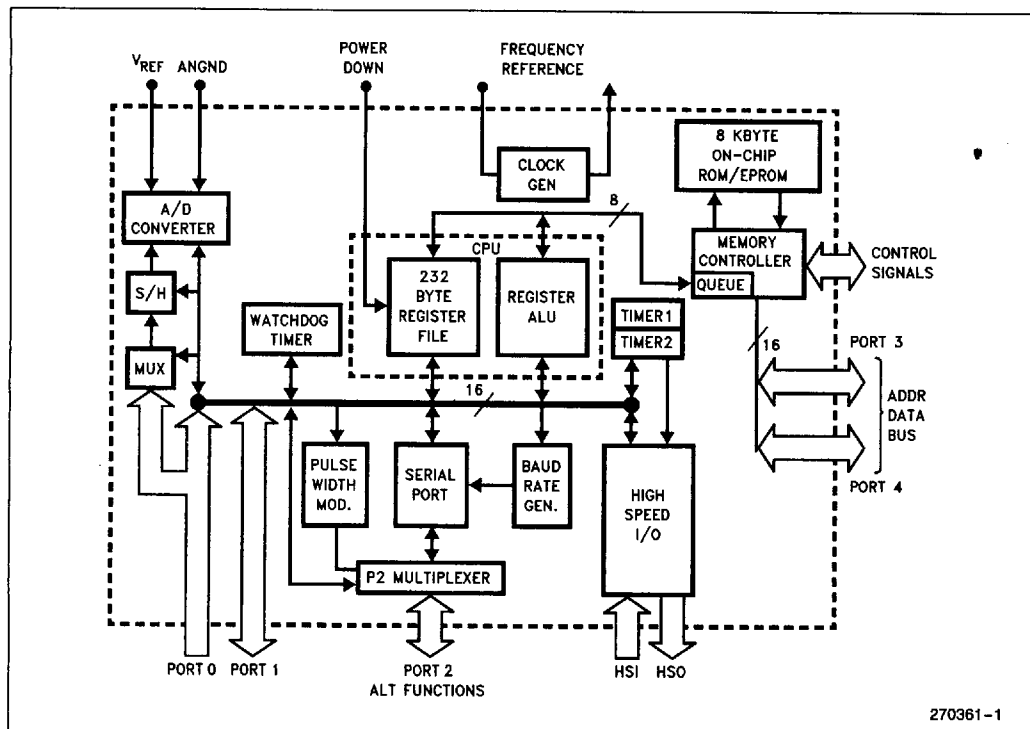 VREF
ANGND
POWER
DOWN
FREQUENCY
REFERENCE
8 KBYTE
ON-CHIP
ROM/EPROM
CLOCK
GEN
A/D
CONVERTER
8
CPU
MEMORY
CONTROLLER
QUEUE
CONTROL
SIGNALS
S/H
232
BYTE
REGISTER
FILE
REGISTER
ALU
WATCHDOG
TIMER
TIMER1
TIMER2
MUX
16
PORT 3
16
ADDR
DATA
BUS
PORT 4
PULSE
WIDTH
MOD.
SERIAL
PORT
BAUD
RATE
GEN.
HIGH
SPEED
I/O
P2 MULTIPLEXER
PORT 0
PORT 1
PORT 2
ALT FUNCTIONS
HSI
HSO
270361-1